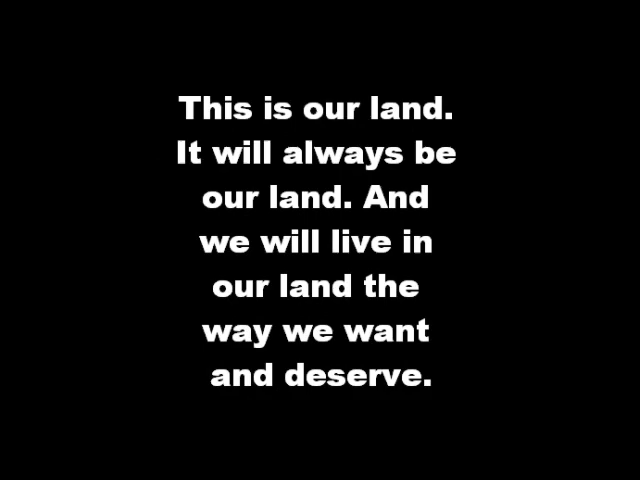 This is our land.
It will always be
our land. And
we will live in
our land the
way we want
and deserve.